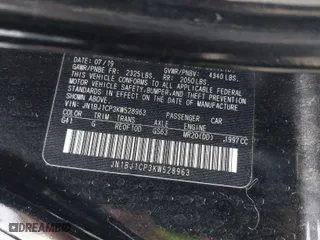 DATE: 07/19 GVWR/PNBV: 4340 LBS.
GAWR/PNBE FR: 2325LBS. RR: 2050LBS.
THIS VEHICLE CONFORMS TO ALL APPLICABLE
FEDERAL MOTOR VEHICLE
SAFETY,BUMPER,AND THEFT
PREVENTION STANDARDS IN EFFECT ON
THE DATE OF MANUFACTURE SHOWN
ABOVE.
VIN: JN1BJ1CP3KW528963 PASSENGER CAR
COLOR TRIM TRANS AXLE ENGINE
G41 G RE0F10D GS63 MR20(DD) 1997CC
JN1BJ1CP3KW528963